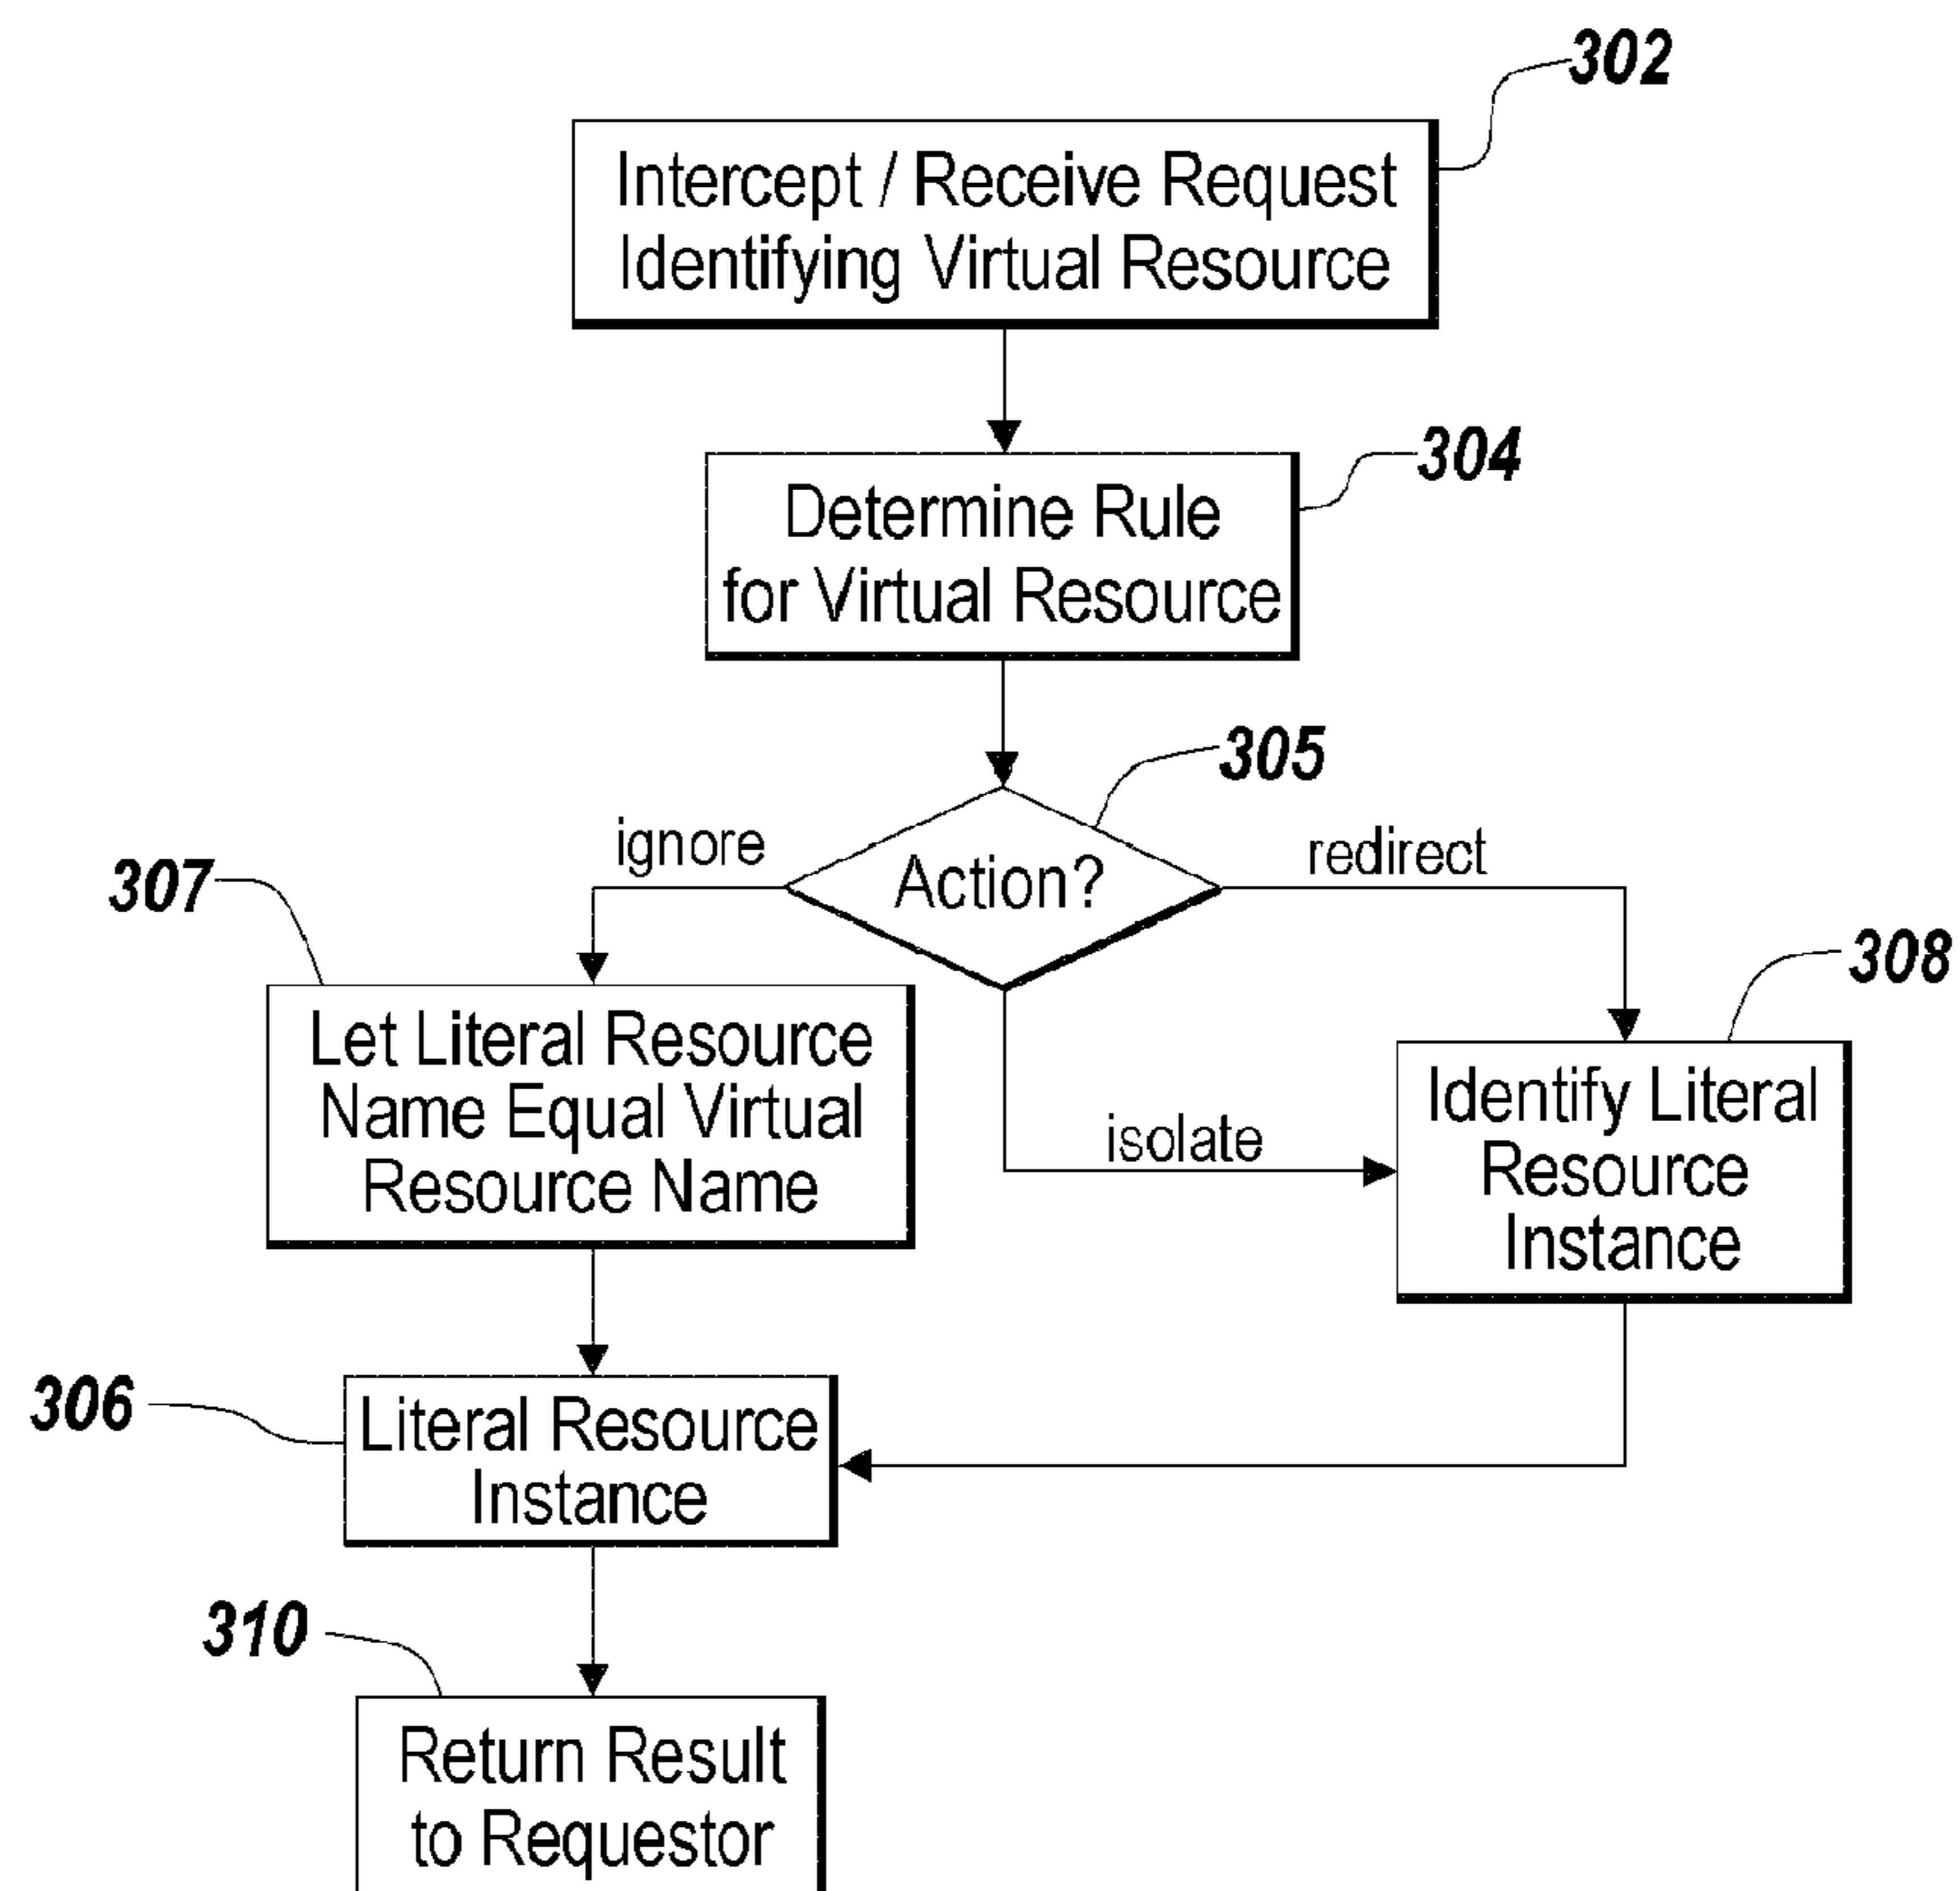 302
Intercept / Receive Request
Identifying Virtual Resource
304
Determine Rule
for Virtual Resource
305
ignore
Action?
redirect
307
308
Let Literal Resource
Name Equal Virtual
Resource Name
Identify Literal
Resource
Instance
isolate
306
Literal Resource
Instance
310
Return Result
to Requestor